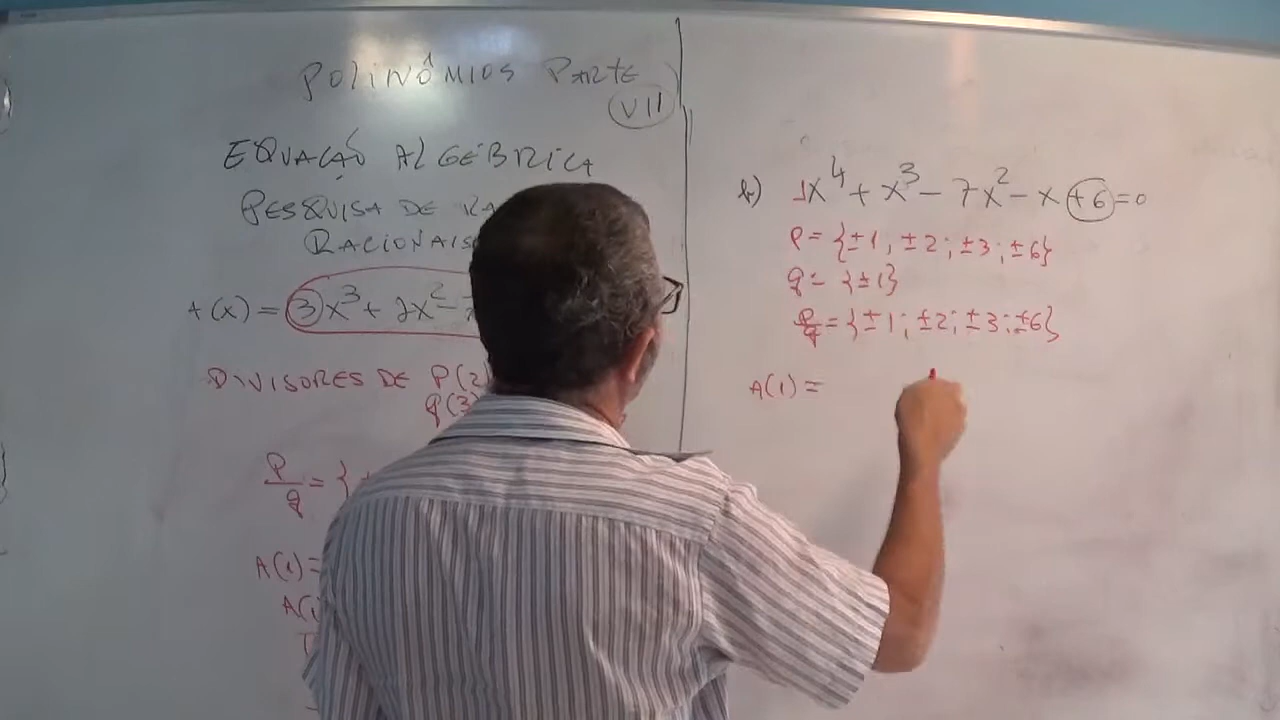 POLINÔMIOS PARTE
VII
EQUAÇÃO ALGÉBRICA
PESQUISA DE
RACIONAIS
A(x) = 3x³ + 2x² -
DIVISORES DE P(2
q(3
P/q = {
A(1) =
A(1
b) 1x⁴ + x³ - 7x² - x + 6 = 0
P = {±1, ±2; ±3; ±6}
q = {±1}
P/q = {±1; ±2; ±3; ±6}
A(1) =